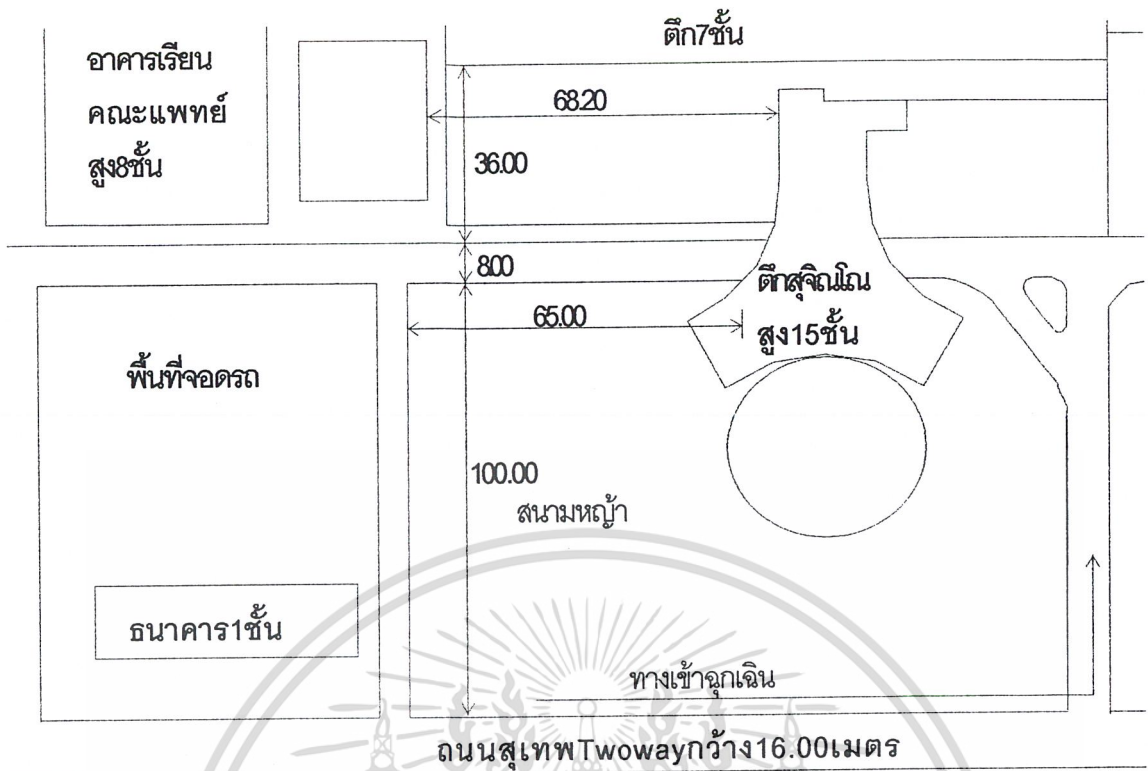 ตึก7ชั้น
อาคารเรียน
คณะแพทย์
สูง8ชั้น
68.20
36.00
8.00
ตึกสุจิณโณ
สูง15ชั้น
65.00
พื้นที่จอดรถ
100.00
สนามหญ้า
ธนาคาร1ชั้น
ทางเข้าฉุกเฉิน
ถนนสุเทพTwowayกว้าง16.00เมตร